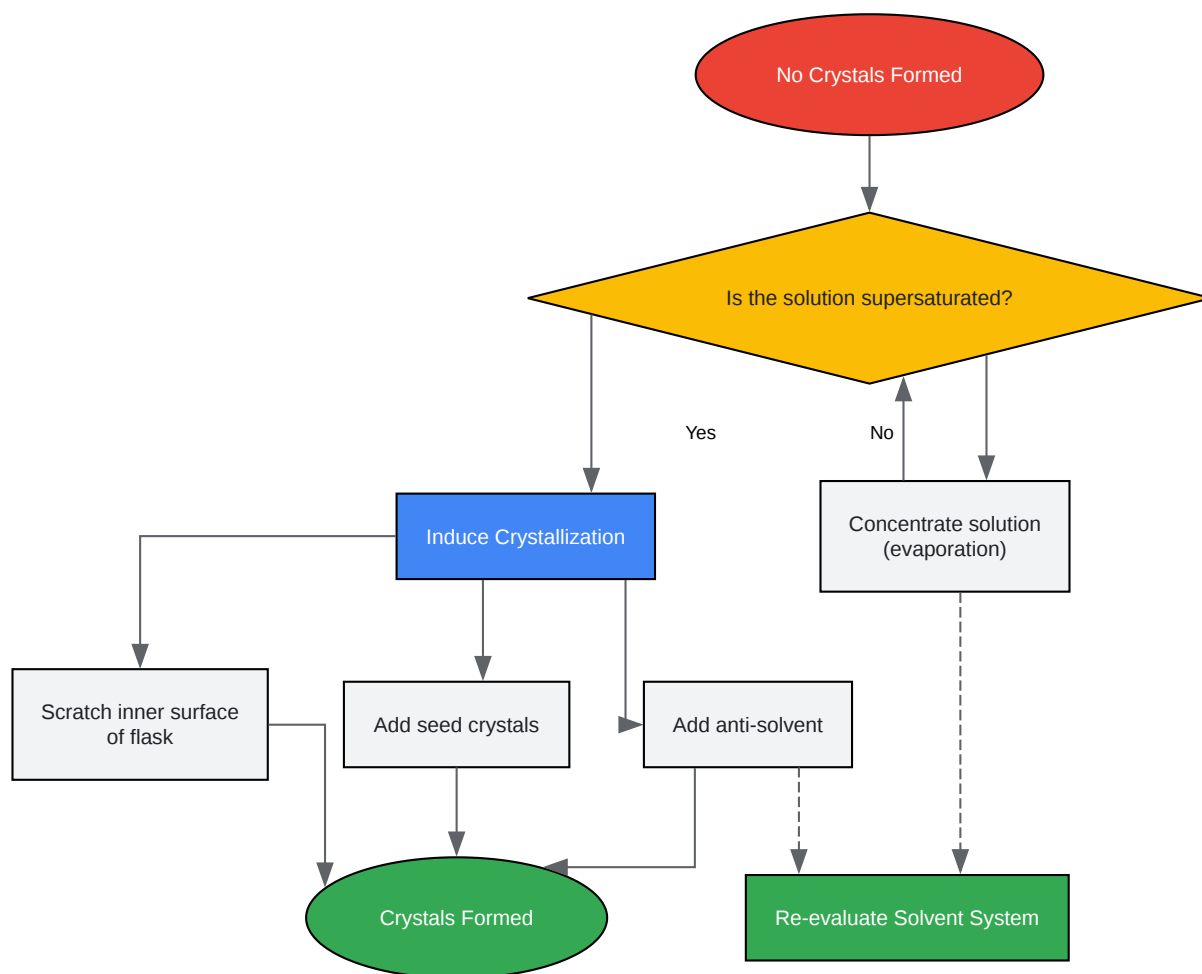 No Crystals Formed
Is the solution supersaturated?
Yes
No
Induce Crystallization
Concentrate solution
(evaporation)
Scratch inner surface
of flask
Add seed crystals
Add anti-solvent
Crystals Formed
Re-evaluate Solvent System